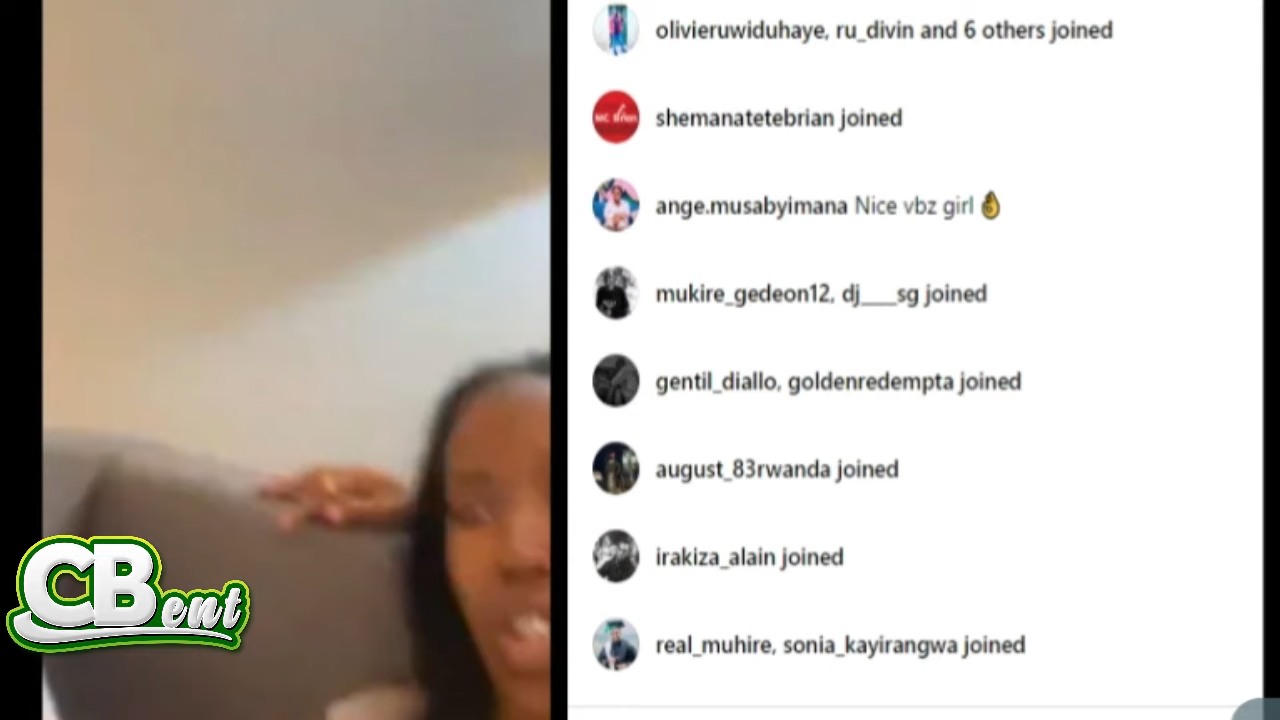 olivieruwiduhaye, ru_divin and 6 others joined
shemanatetebrian joined
ange.musabyimana Nice vbz girl 👌
mukire_gedeon12, dj___sg joined
gentil_diallo, goldenredempta joined
august_83rwanda joined
irakiza_alain joined
real_muhire, sonia_kayirangwa joined
CBent